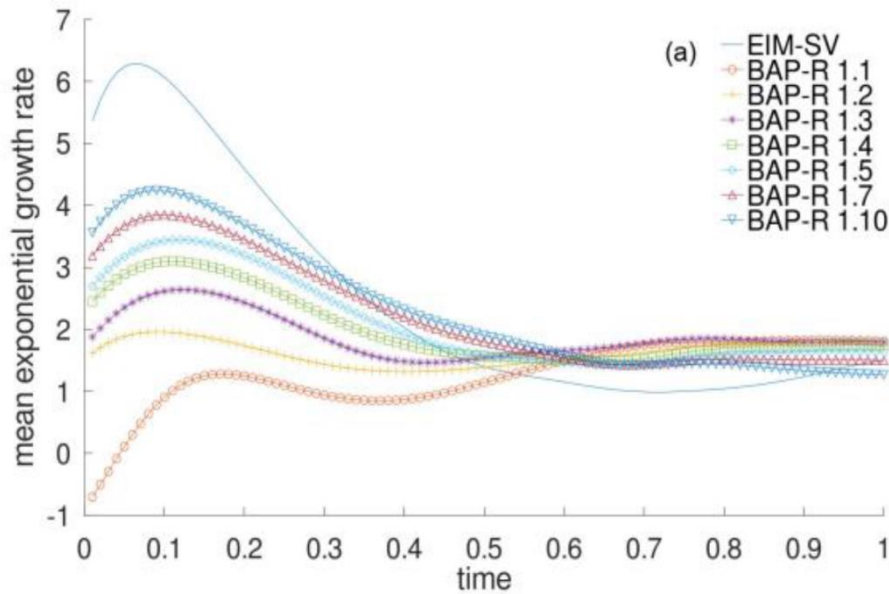 7
6
5
4
3
2
1
0
-1
mean exponential growth rate
(a)
EIM-SV
BAP-R 1.1
BAP-R 1.2
BAP-R 1.3
BAP-R 1.4
BAP-R 1.5
BAP-R 1.7
BAP-R 1.10
0 0.1 0.2 0.3 0.4 0.5 0.6 0.7 0.8 0.9 1
time